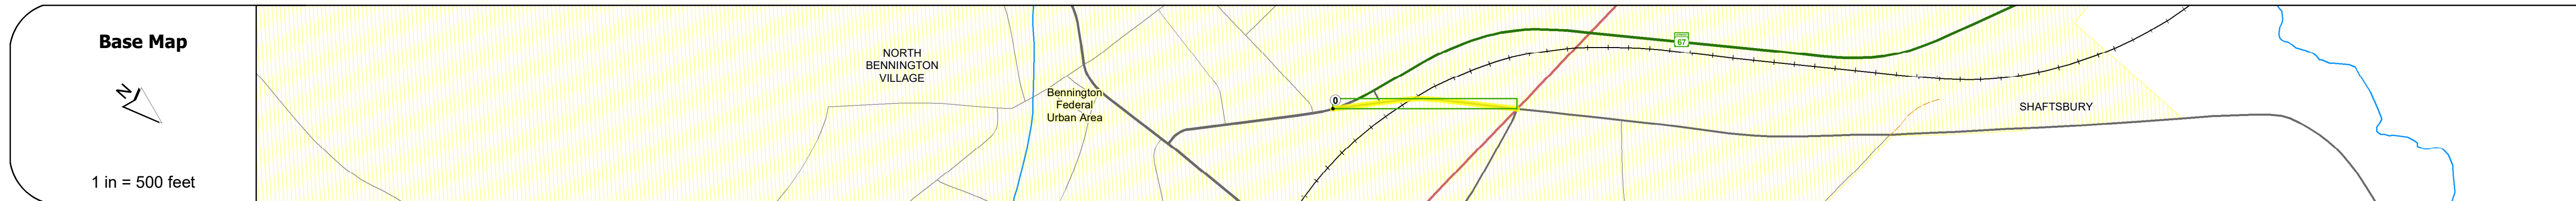 Base Map
N
1 in = 500 feet
NORTH
BENNINGTON
VILLAGE
Bennington
Federal
Urban Area
0
67
SHAFTSBURY